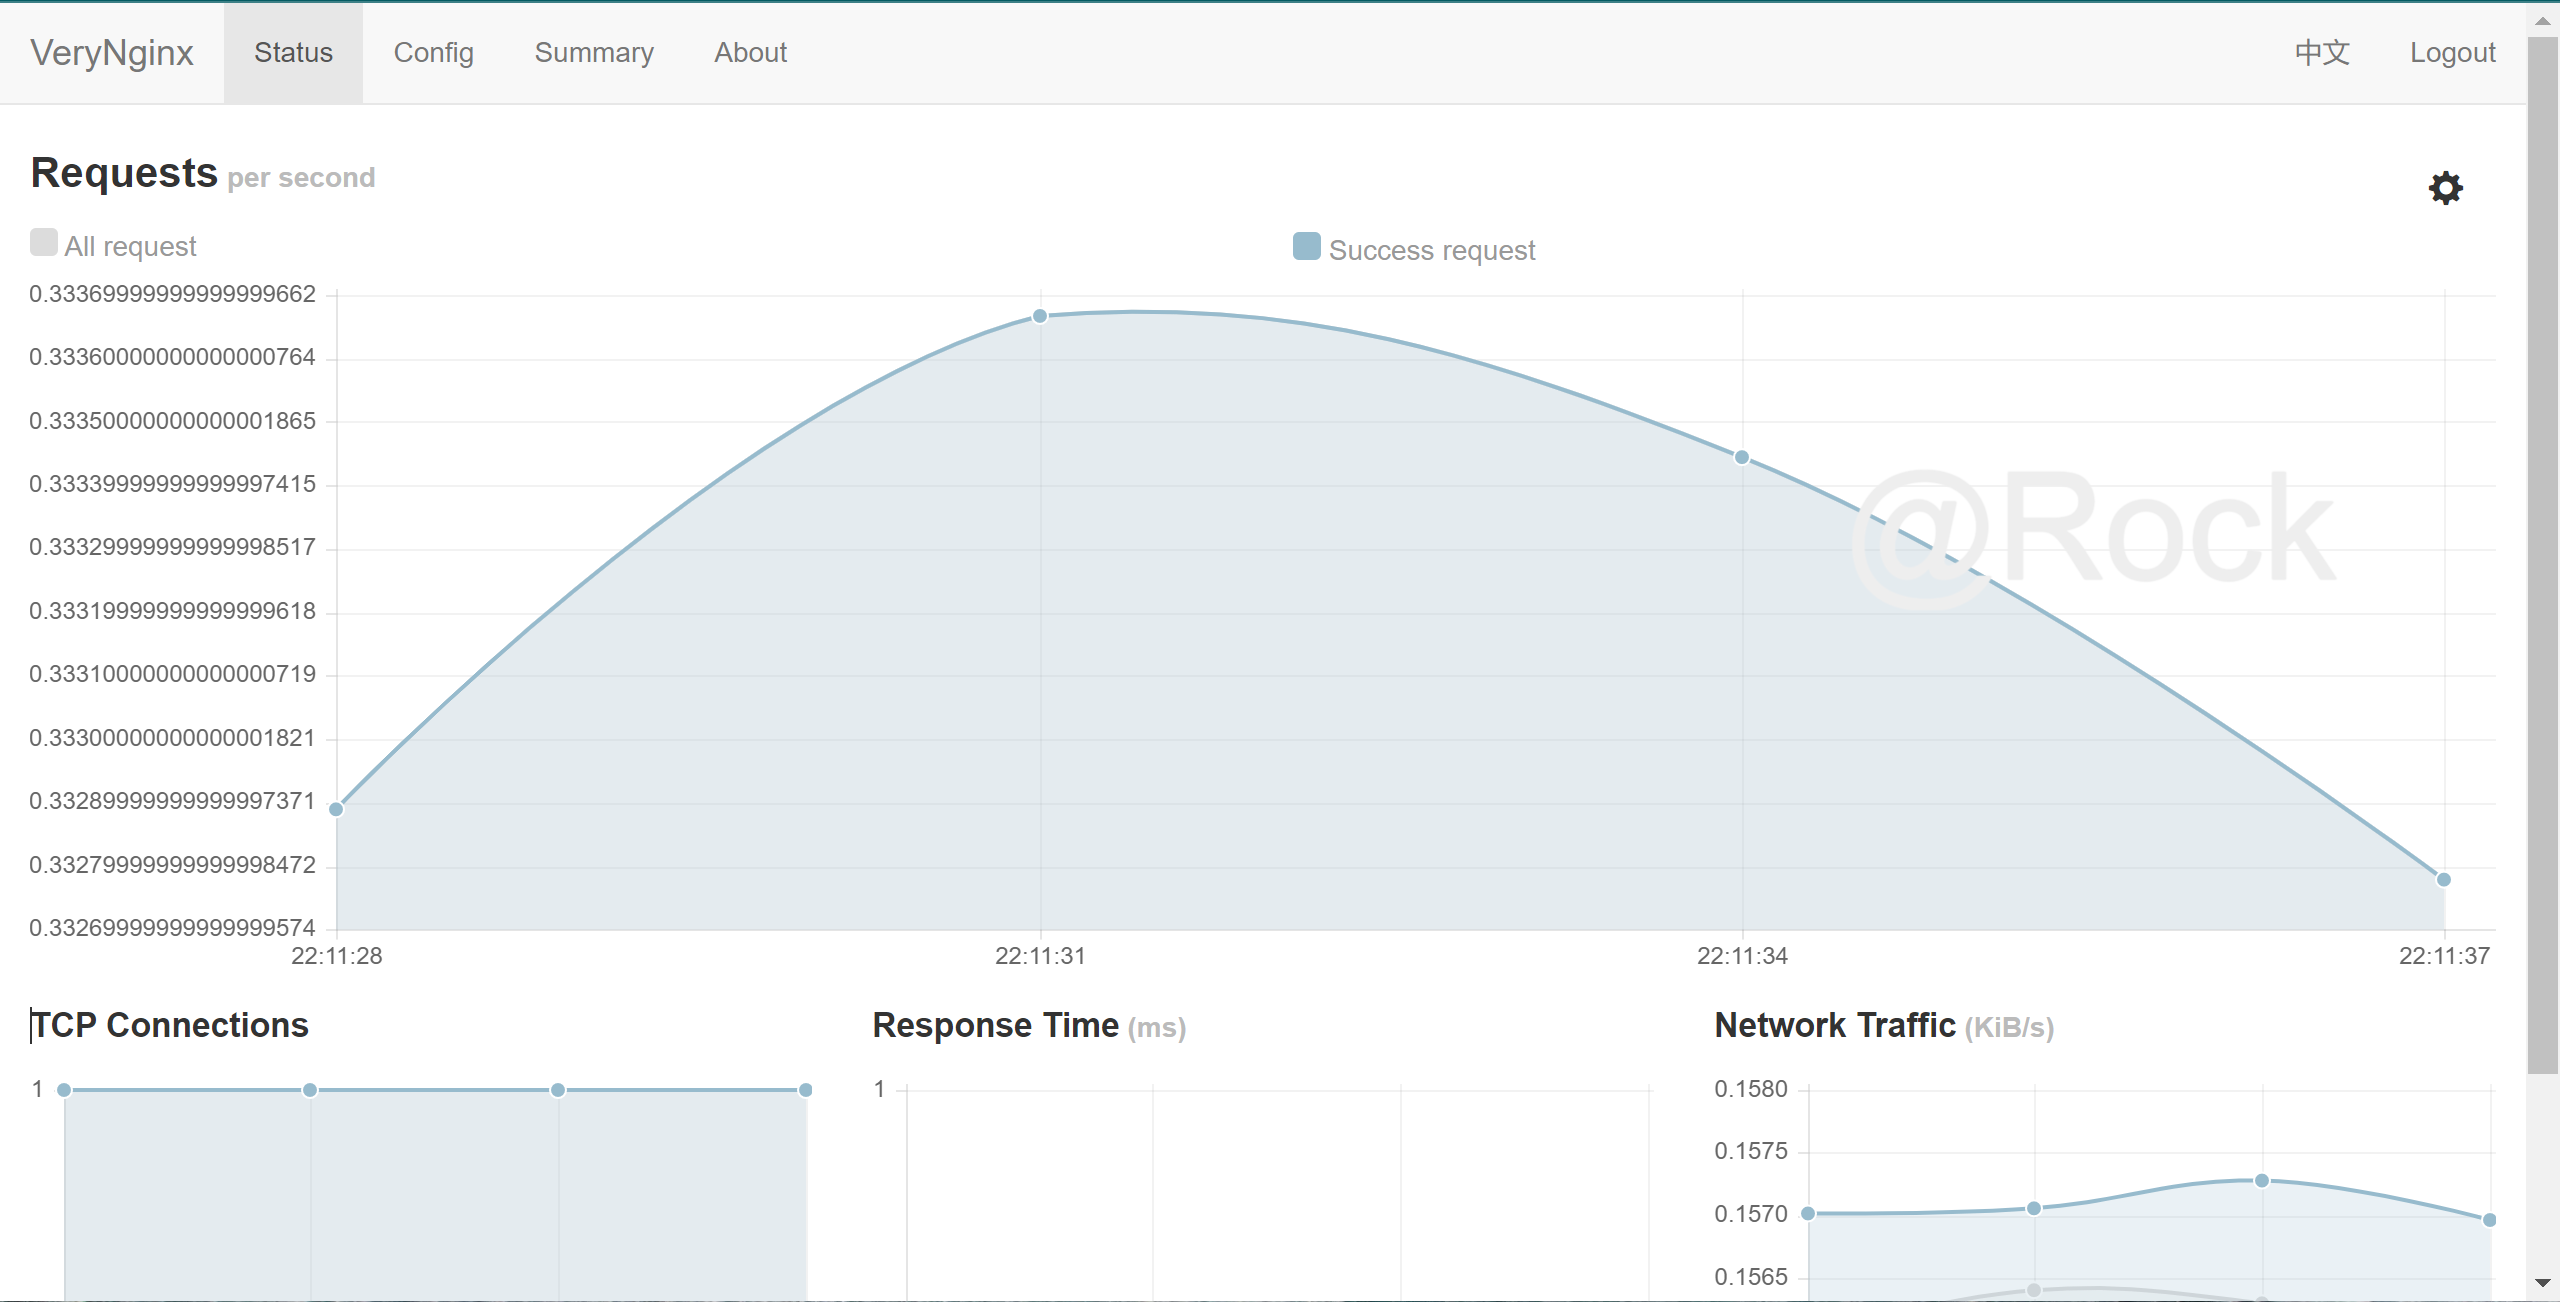 VeryNginx Status Config Summary About 中文 Logout
Requests per second
All request Success request
0.33369999999999999662
0.33360000000000000764
0.33350000000000001865
0.33339999999999997415
0.33329999999999998517
0.33319999999999999618
0.33310000000000000719
0.33300000000000001821
0.33289999999999997371
0.33279999999999998472
0.33269999999999999574
22:11:28 22:11:31 22:11:34 22:11:37
@Rock
TCP Connections
1
Response Time (ms)
1
Network Traffic (KiB/s)
0.1580
0.1575
0.1570
0.1565